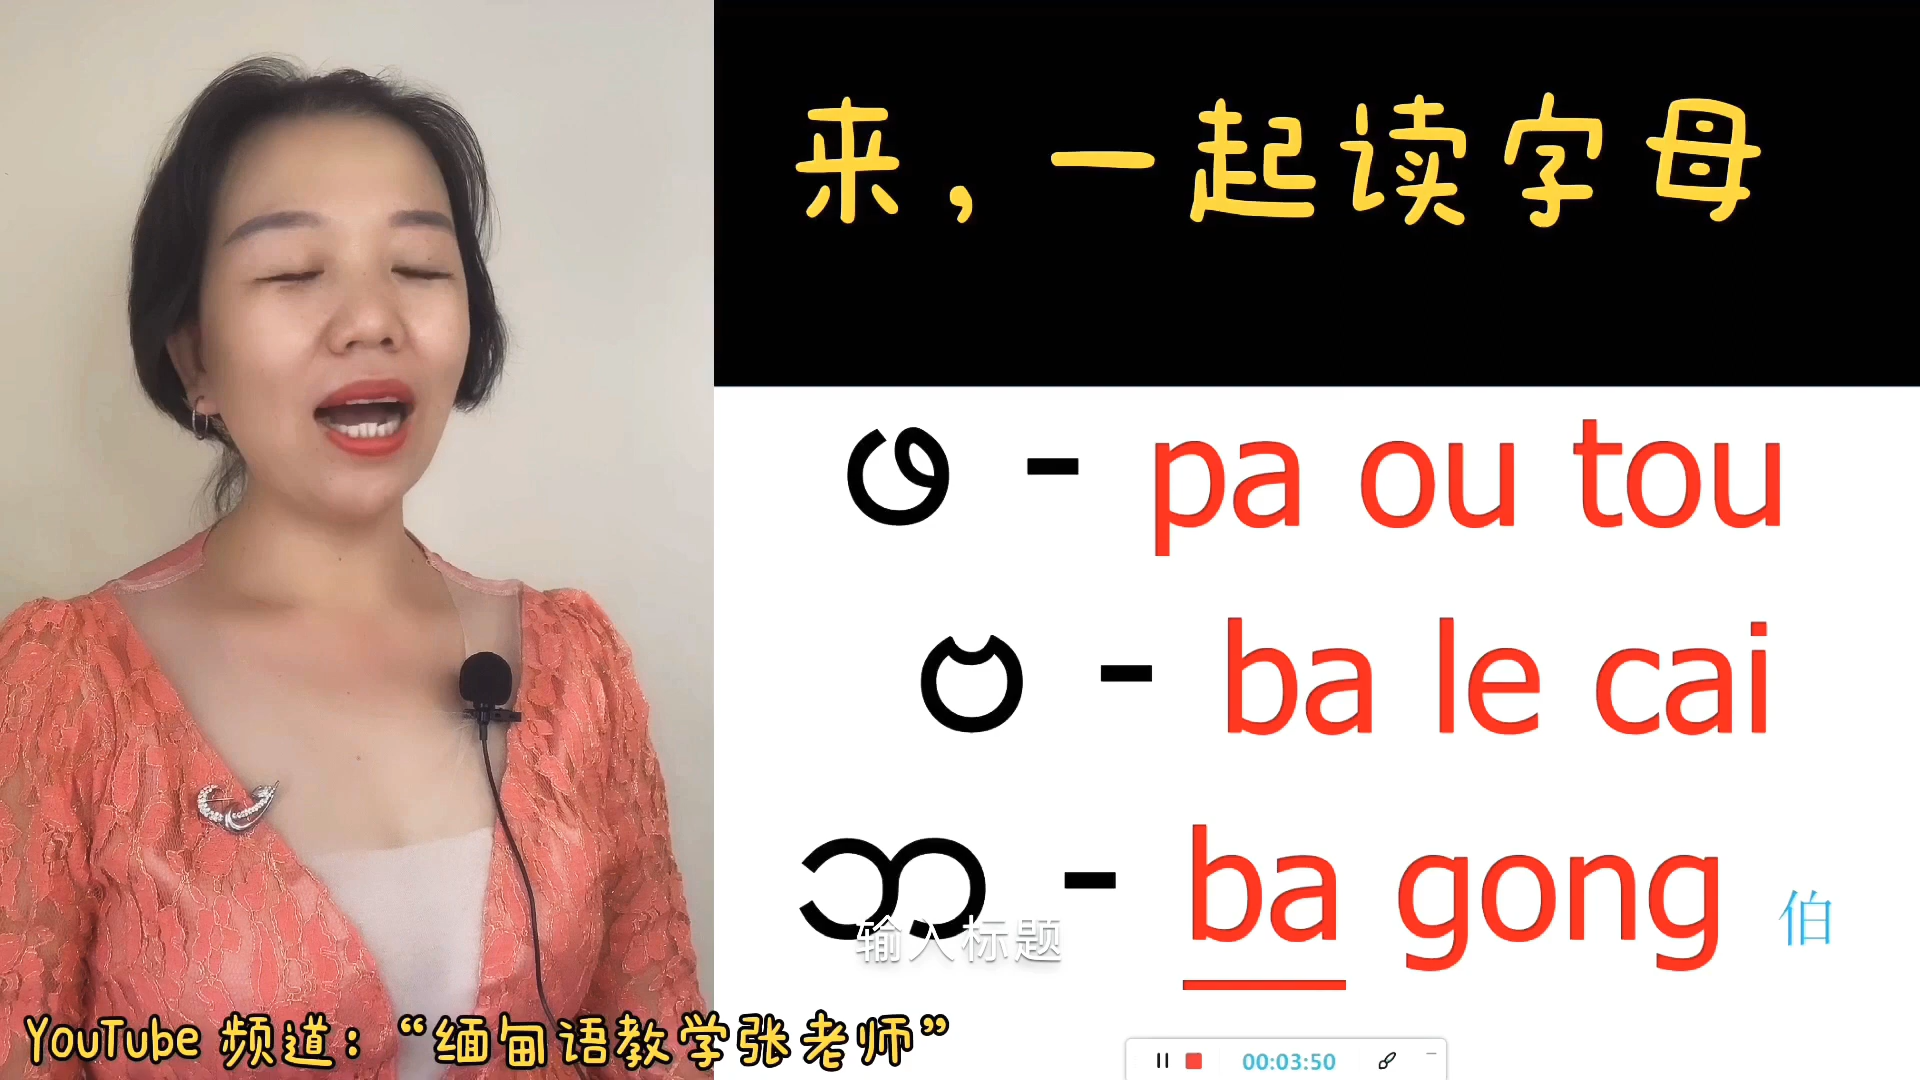 来，一起读字母
ဖ - pa ou tou
ဗ - ba le cai
ဘ - ba gong 伯
输入标题
YouTube 频道：“缅甸语教学张老师”
00:03:50